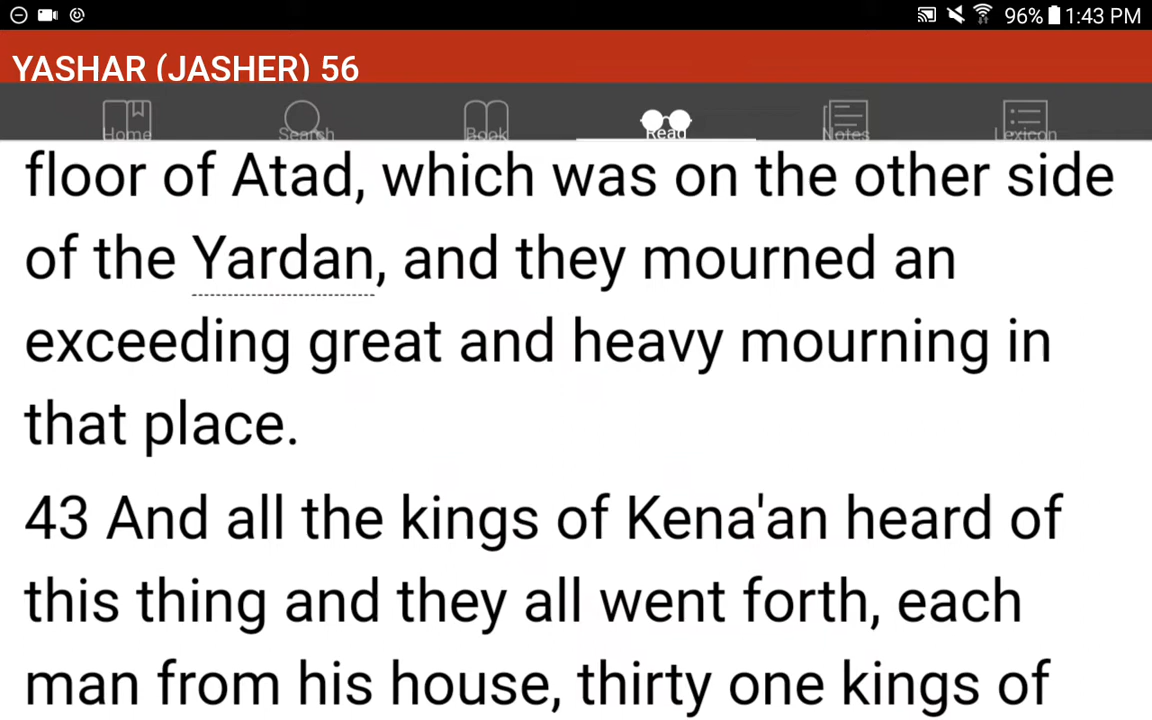 96% 1:43 PM
YASHAR (JASHER) 56
Home Search Book Read Notes Lexicon
floor of Atad, which was on the other side
of the Yardan, and they mourned an
exceeding great and heavy mourning in
that place.
43 And all the kings of Kena'an heard of
this thing and they all went forth, each
man from his house, thirty one kings of